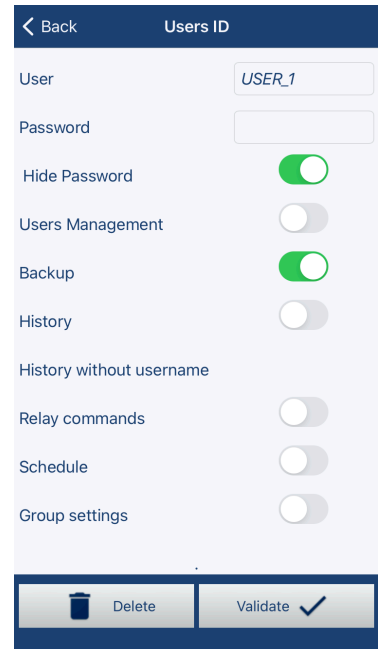 Back Users ID
User USER_1
Password
Hide Password
Users Management
Backup
History
History without username
Relay commands
Schedule
Group settings
.
Delete Validate